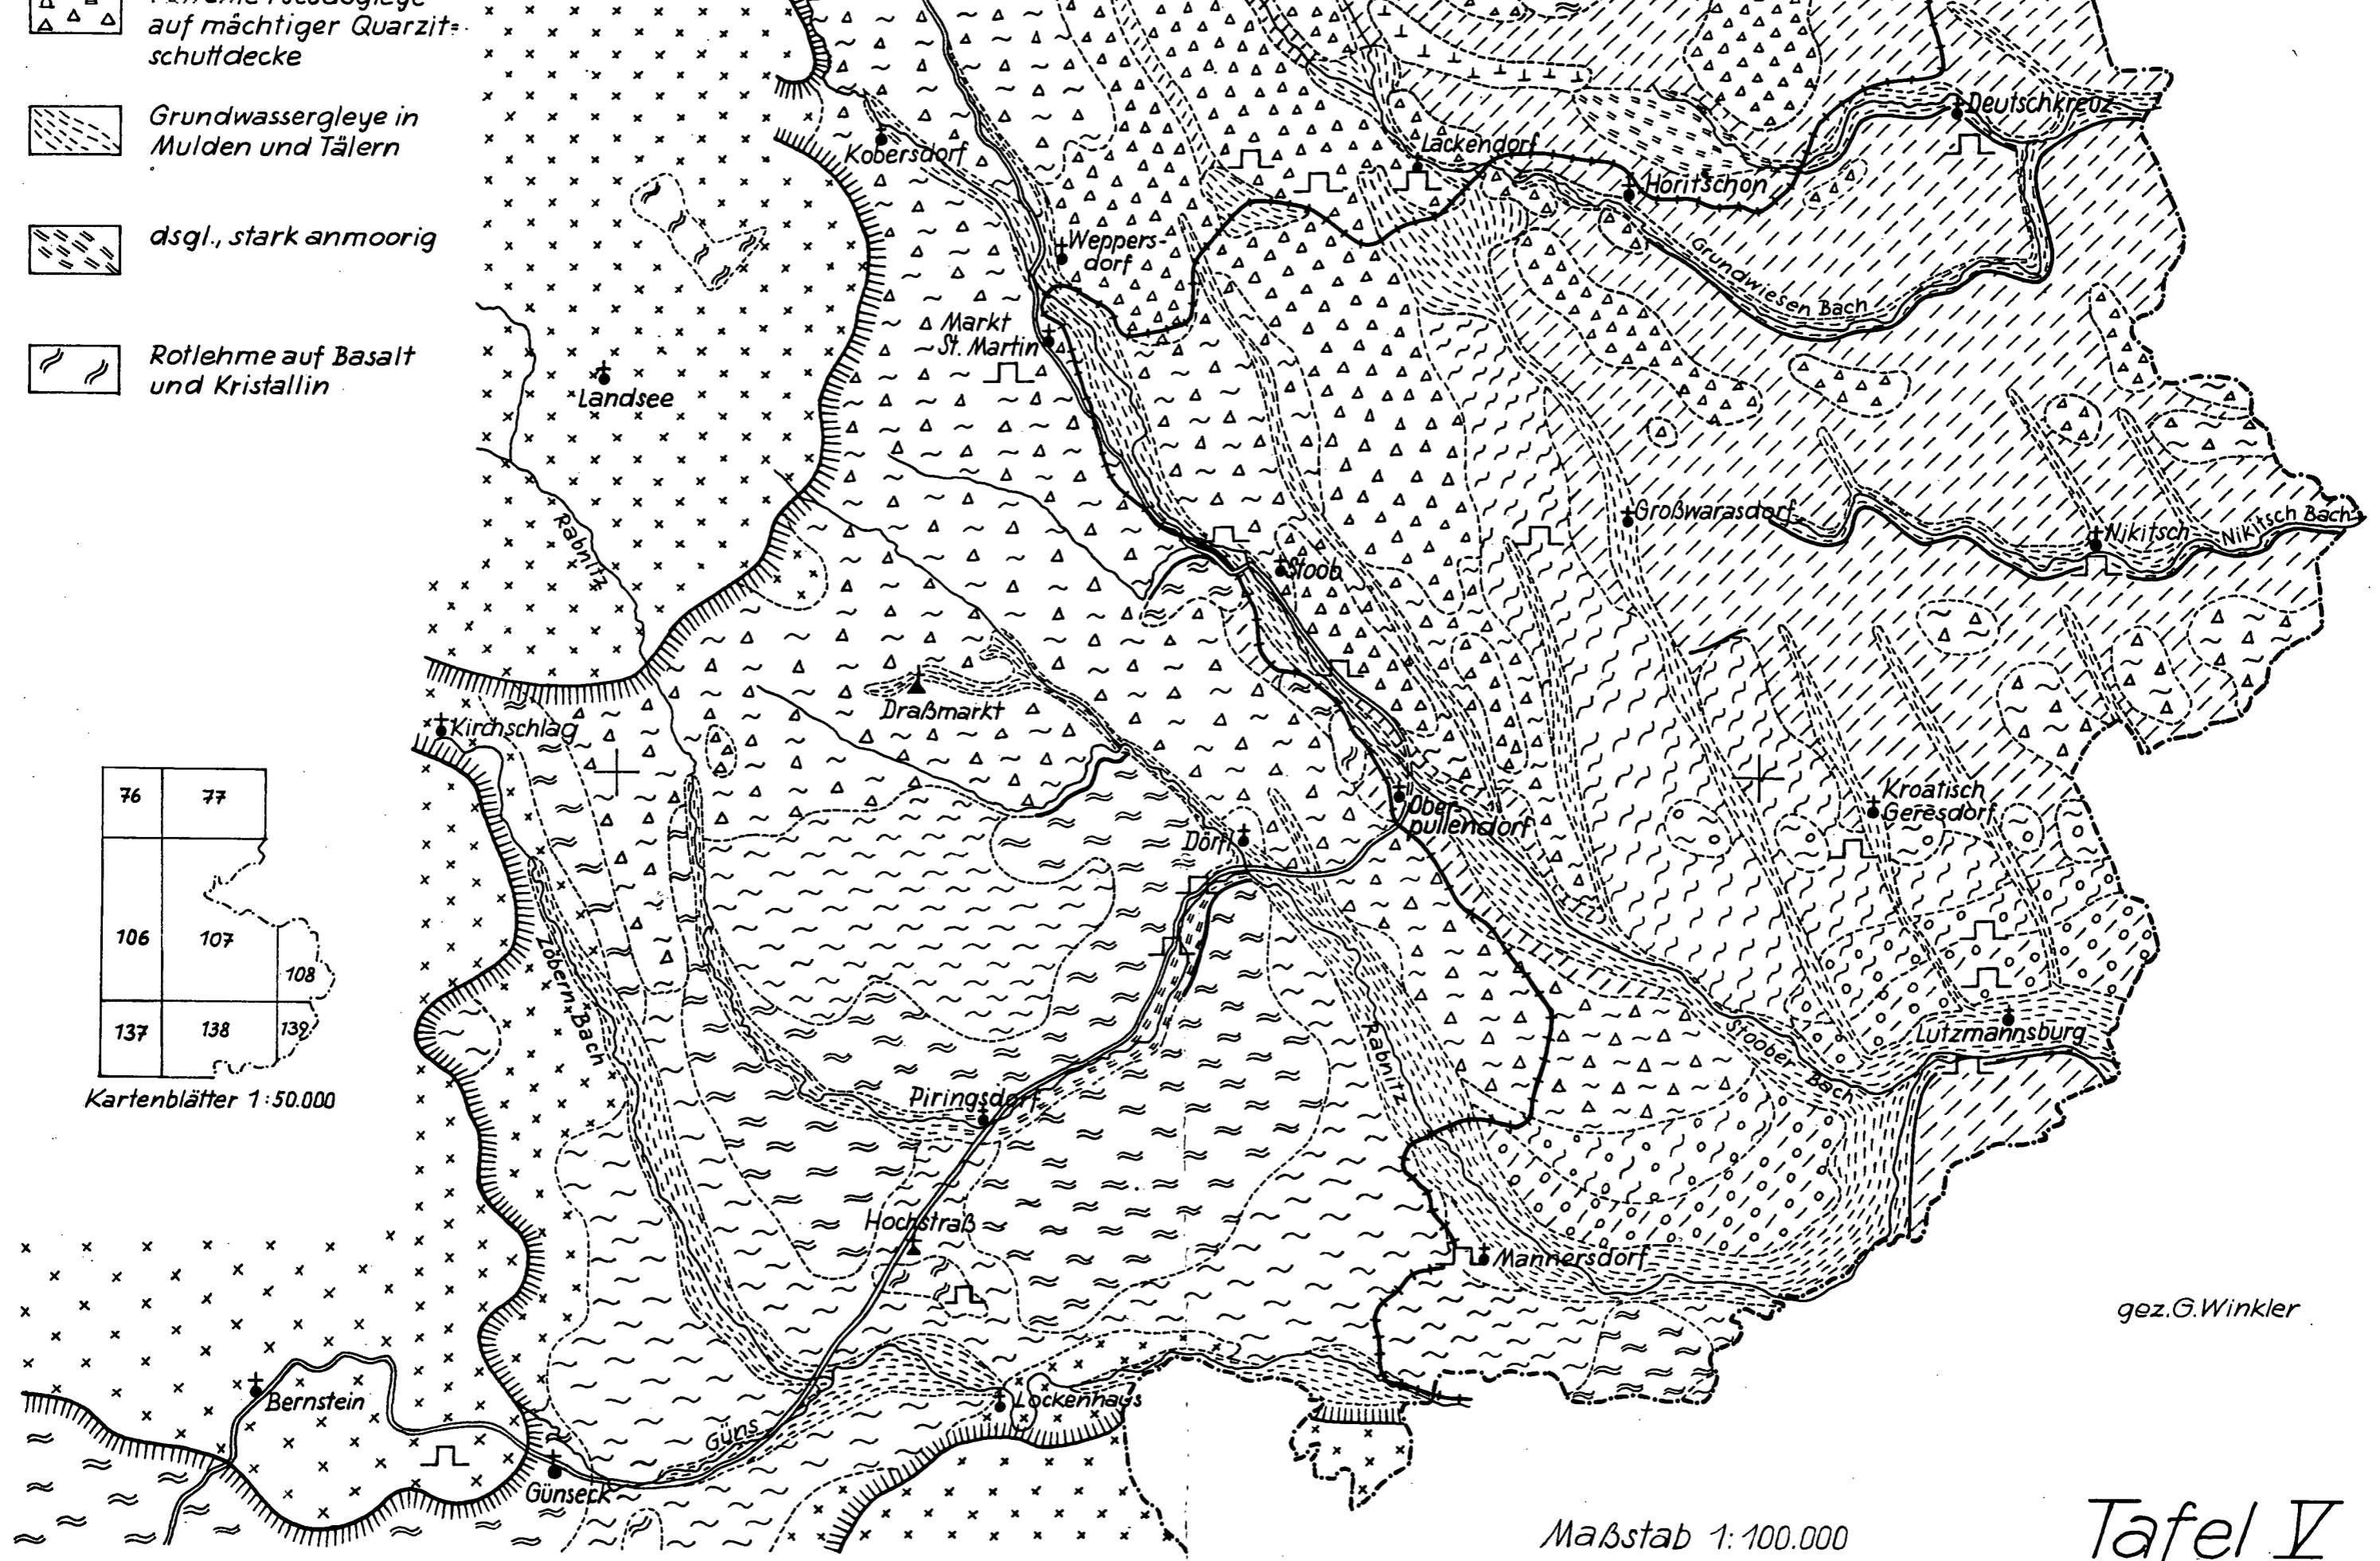 auf mächtiger Quarzit=
schuttdecke
Grundwassergleye in
Mulden und Tälern
dsgl., stark anmoorig
Rotlehme auf Basalt
und Kristallin
Deutschkreuz
Lackendorf
Kobersdorf
Horitschon
Weppers-
dorf
Grundwiesen Bach
Markt
St. Martin
Landsee
Rabnitz
Großwarasdorf
Nikitsch
Nikitsch Bach
Stoob
Draßmarkt
Kirchschlag
Kroatisch
Geresdorf
Ober-
pullendorf
Dörfl
76
77
106
107
108
137
138
139
Kartenblätter 1:50.000
Zöbern Bach
Rabnitz
Stoober Bach
Lutzmannsburg
Piringsdorf
Hochstraß
Mannersdorf
gez. G. Winkler
Bernstein
Lockenhaus
Güns
Günseck
Maßstab 1:100.000
Tafel V